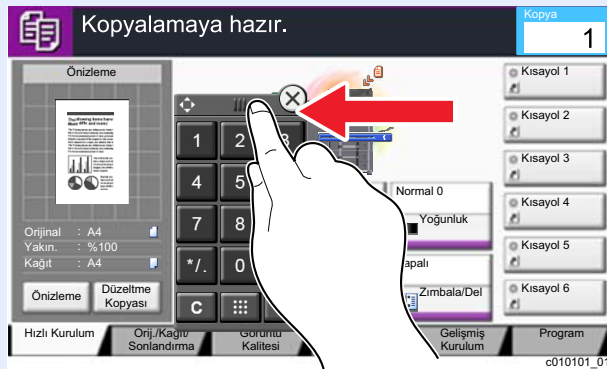 Kopyalamaya hazır.
Kopya
1
Önizleme
Orijinal : A4
Yakın. : %100
Kağıt : A4
Önizleme
Düzeltme
Kopyası
1
2
3
4
5
7
8
*/.
0
C
Normal 0
Yoğunluk
apalı
Zımbala/Del
Kısayol 1
Kısayol 2
Kısayol 3
Kısayol 4
Kısayol 5
Kısayol 6
Hızlı Kurulum
Orij./Kağıt/
Sonlandırma
Görüntü
Kalitesi
Gelişmiş
Kurulum
Program
c010101_01